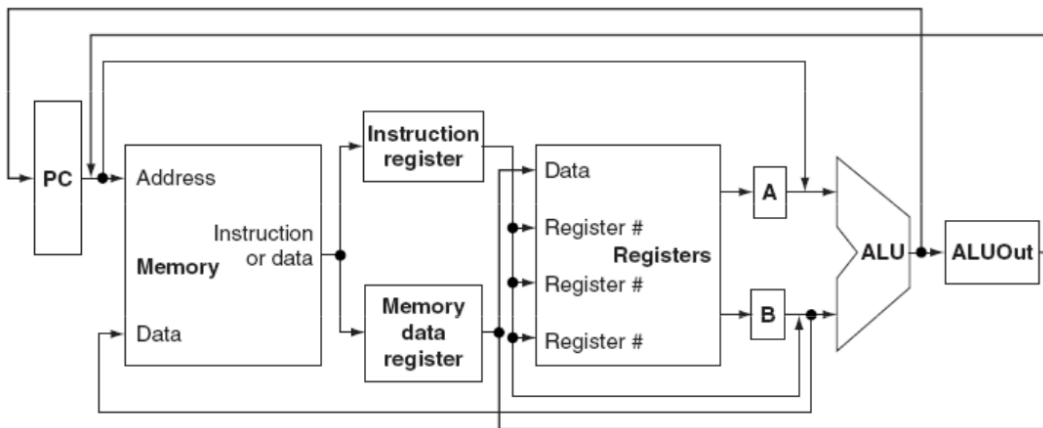 PC
Address
Instruction
or data
Memory
Data
Instruction
register
Memory
data
register
Data
Register #
Registers
Register #
Register #
A
B
ALU
ALUOut